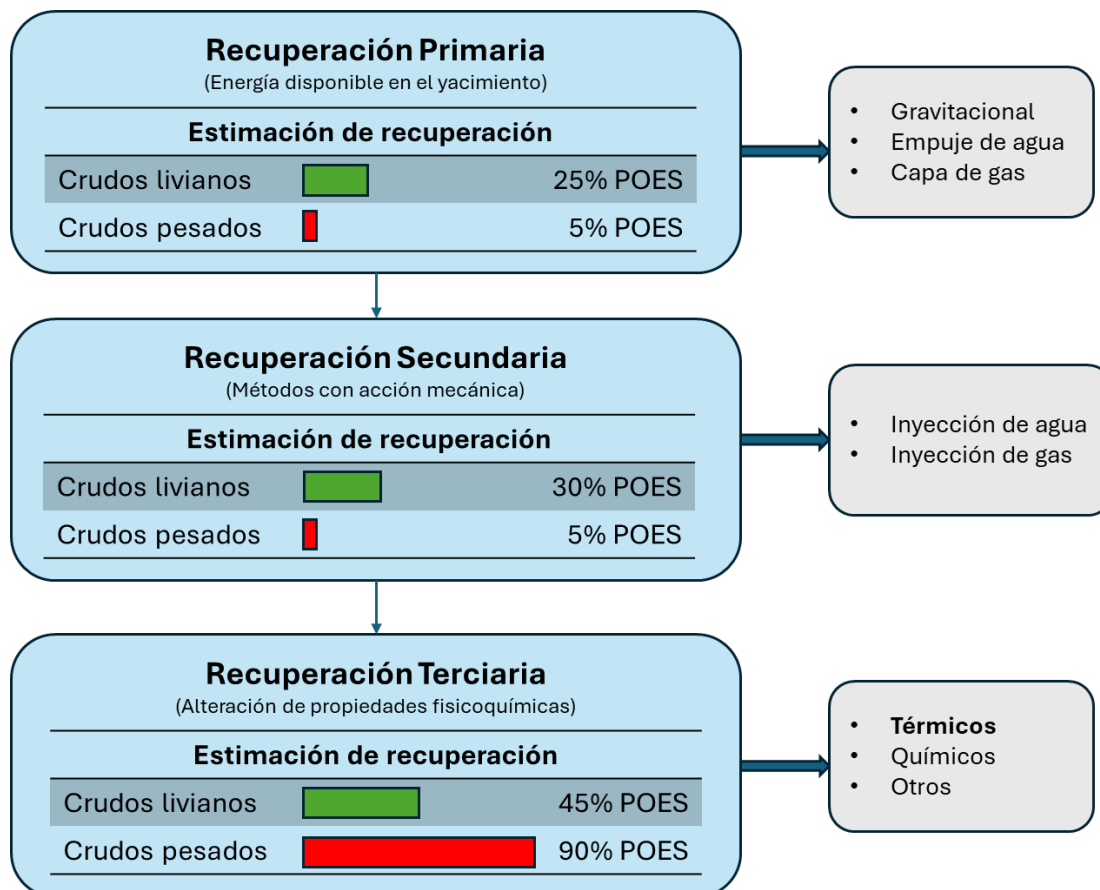 Recuperación Primaria
(Energía disponible en el yacimiento)
Estimación de recuperación
Crudos livianos 25% POES
Crudos pesados 5% POES
• Gravitacional
• Empuje de agua
• Capa de gas
Recuperación Secundaria
(Métodos con acción mecánica)
Estimación de recuperación
Crudos livianos 30% POES
Crudos pesados 5% POES
• Inyección de agua
• Inyección de gas
Recuperación Terciaria
(Alteración de propiedades fisicoquímicas)
Estimación de recuperación
Crudos livianos 45% POES
Crudos pesados 90% POES
• Térmicos
• Químicos
• Otros